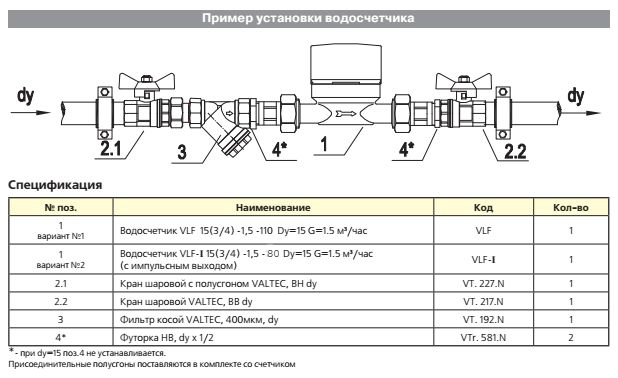 Пример установки водосчетчика
dy
dy
2.1
3
4*
1
4*
2.2
Спецификация
№ поз. Наименование Код Кол-во
1
вариант №1 Водосчетчик VLF 15(3/4) -1,5 -110 Dy=15 G=1.5 м³/час VLF 1
1
вариант №2 Водосчетчик VLF-I 15(3/4) -1,5 - 80 Dy=15 G=1.5 м³/час
(с импульсным выходом) VLF-I 1
2.1 Кран шаровой с полусгоном VALTEC, ВН dy VT. 227.N 1
2.2 Кран шаровой VALTEC, ВВ dy VT. 217.N 1
3 Фильтр косой VALTEC, 400мкм, dy VT. 192.N 1
4* Футорка НВ, dy x 1/2 VTr. 581.N 2
* - при dy=15 поз.4 не устанавливается.
Присоединительные полусгоны поставляются в комплекте со счетчиком